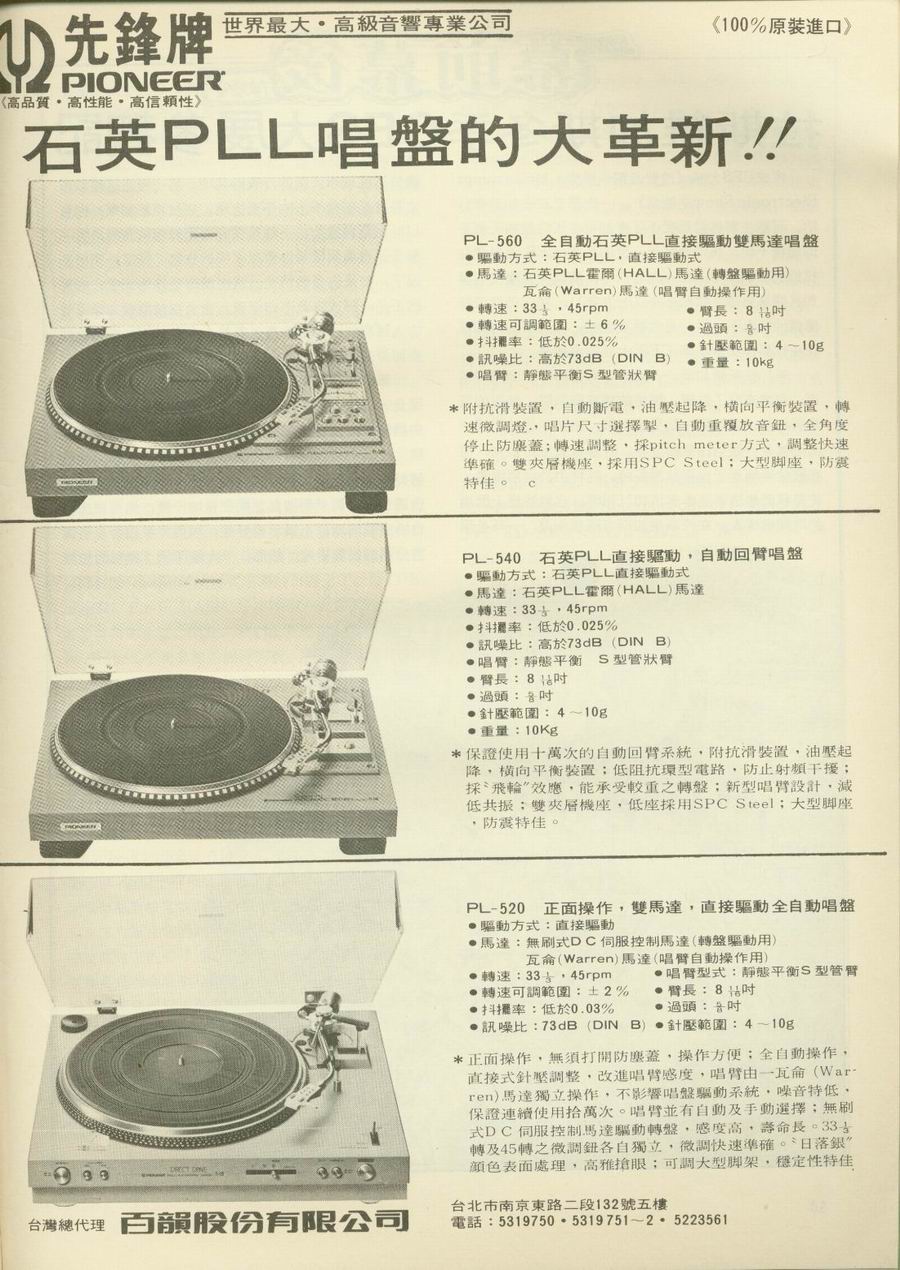 先鋒牌
世界最大・高級音響專業公司
《100%原裝進口》
PIONEER
《高品質・高性能・高信賴性》
石英PLL唱盤的大革新!!
PL-560 全自動石英PLL直接驅動雙馬達唱盤
●驅動方式：石英PLL，直接驅動式
●馬達：石英PLL霍爾(HALL)馬達(轉盤驅動用)
瓦侖(Warren)馬達(唱臂自動操作用)
●轉速：33⅓，45rpm
●轉速可調範圍：±6%
●抖擺率：低於0.025%
●訊噪比：高於73dB (DIN B)
●唱臂：靜態平衡S型管狀臂
●臂長：8 11/16吋
●過頭：⅝吋
●針壓範圍：4～10g
●重量：10kg
*附抗滑裝置，自動斷電，油壓起降，橫向平衡裝置，轉
速微調燈，唱片尺寸選擇掣，自動重覆放音鈕，全角度
停止防塵蓋；轉速調整，採pitch meter方式，調整快速
準確。雙夾層機座，採用SPC Steel；大型脚座，防震
特佳。 c
PIONEER
PL-540 石英PLL直接驅動，自動回臂唱盤
●驅動方式：石英PLL直接驅動式
●馬達：石英PLL霍爾(HALL)馬達
●轉速：33⅓，45rpm
●抖擺率：低於0.025%
●訊噪比：高於73dB (DIN B)
●唱臂：靜態平衡 S型管狀臂
●臂長：8 11/16吋
●過頭：⅝吋
●針壓範圍：4～10g
●重量：10Kg
*保證使用十萬次的自動回臂系統，附抗滑裝置，油壓起
降，橫向平衡裝置；低阻抗環型電路，防止射頻干擾；
採〝飛輪〞效應，能承受較重之轉盤；新型唱臂設計，減
低共振；雙夾層機座，低座採用SPC Steel；大型脚座
，防震特佳。
PIONEER
PL-520 正面操作，雙馬達，直接驅動全自動唱盤
●驅動方式：直接驅動
●馬達：無刷式DC伺服控制馬達(轉盤驅動用)
瓦侖(Warren)馬達(唱臂自動操作用)
●轉速：33⅓，45rpm
●轉速可調範圍：±2%
●抖擺率：低於0.03%
●訊噪比：73dB (DIN B)
●唱臂型式：靜態平衡S型管臂
●臂長：8 11/16吋
●過頭：⅝吋
●針壓範圍：4～10g
*正面操作，無須打開防塵蓋，操作方便；全自動操作，
直接式針壓調整，改進唱臂感度，唱臂由一瓦侖(War-
ren)馬達獨立操作，不影響唱盤驅動系統，噪音特低，
保證連續使用拾萬次。唱臂並有自動及手動選擇；無刷
式DC伺服控制馬達驅動轉盤，感度高，壽命長。33⅓
轉及45轉之微調鈕各自獨立，微調快速準確。〝日落銀〞
顏色表面處理，高雅搶眼；可調大型脚架，穩定性特佳
DIRECT DRIVE
台灣總代理 百韻股份有限公司
台北市南京東路二段132號五樓
電話：5319750・5319751～2・5223561